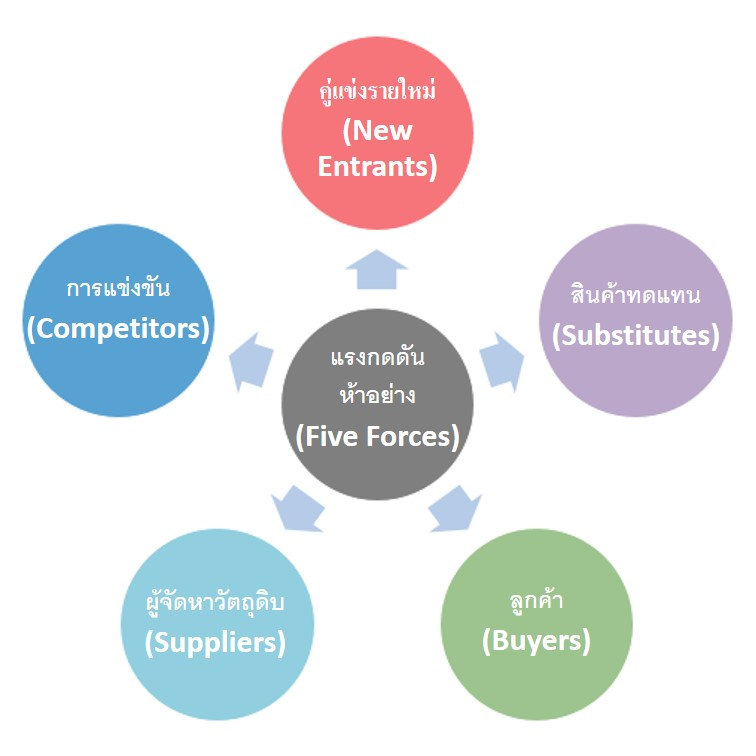 คู่แข่งรายใหม่
(New
Entrants)
การแข่งขัน
(Competitors)
สินค้าทดแทน
(Substitutes)
แรงกดดัน
ห้าอย่าง
(Five Forces)
ผู้จัดหาวัตถุดิบ
(Suppliers)
ลูกค้า
(Buyers)